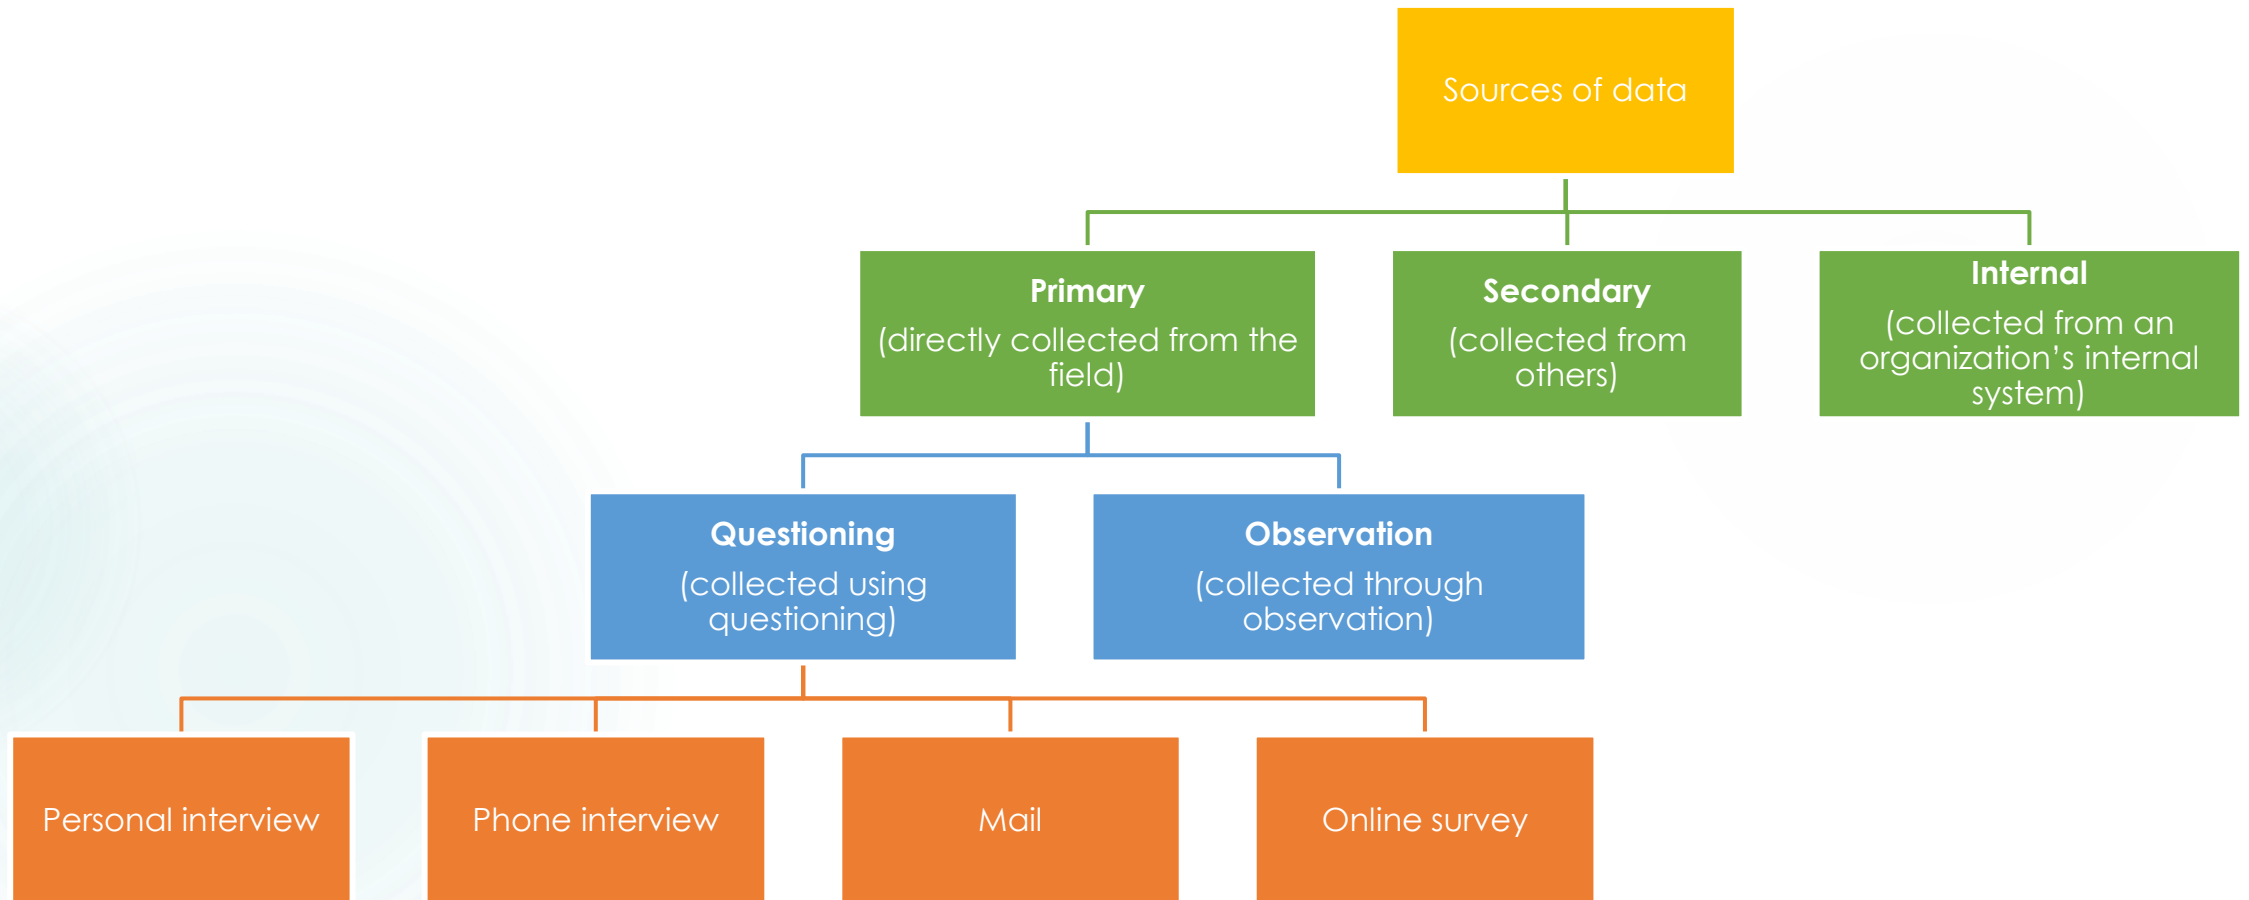 Sources of data
Primary
(directly collected from the
field)
Secondary
(collected from
others)
Internal
(collected from an
organization’s internal
system)
Questioning
(collected using
questioning)
Observation
(collected through
observation)
Personal interview
Phone interview
Mail
Online survey